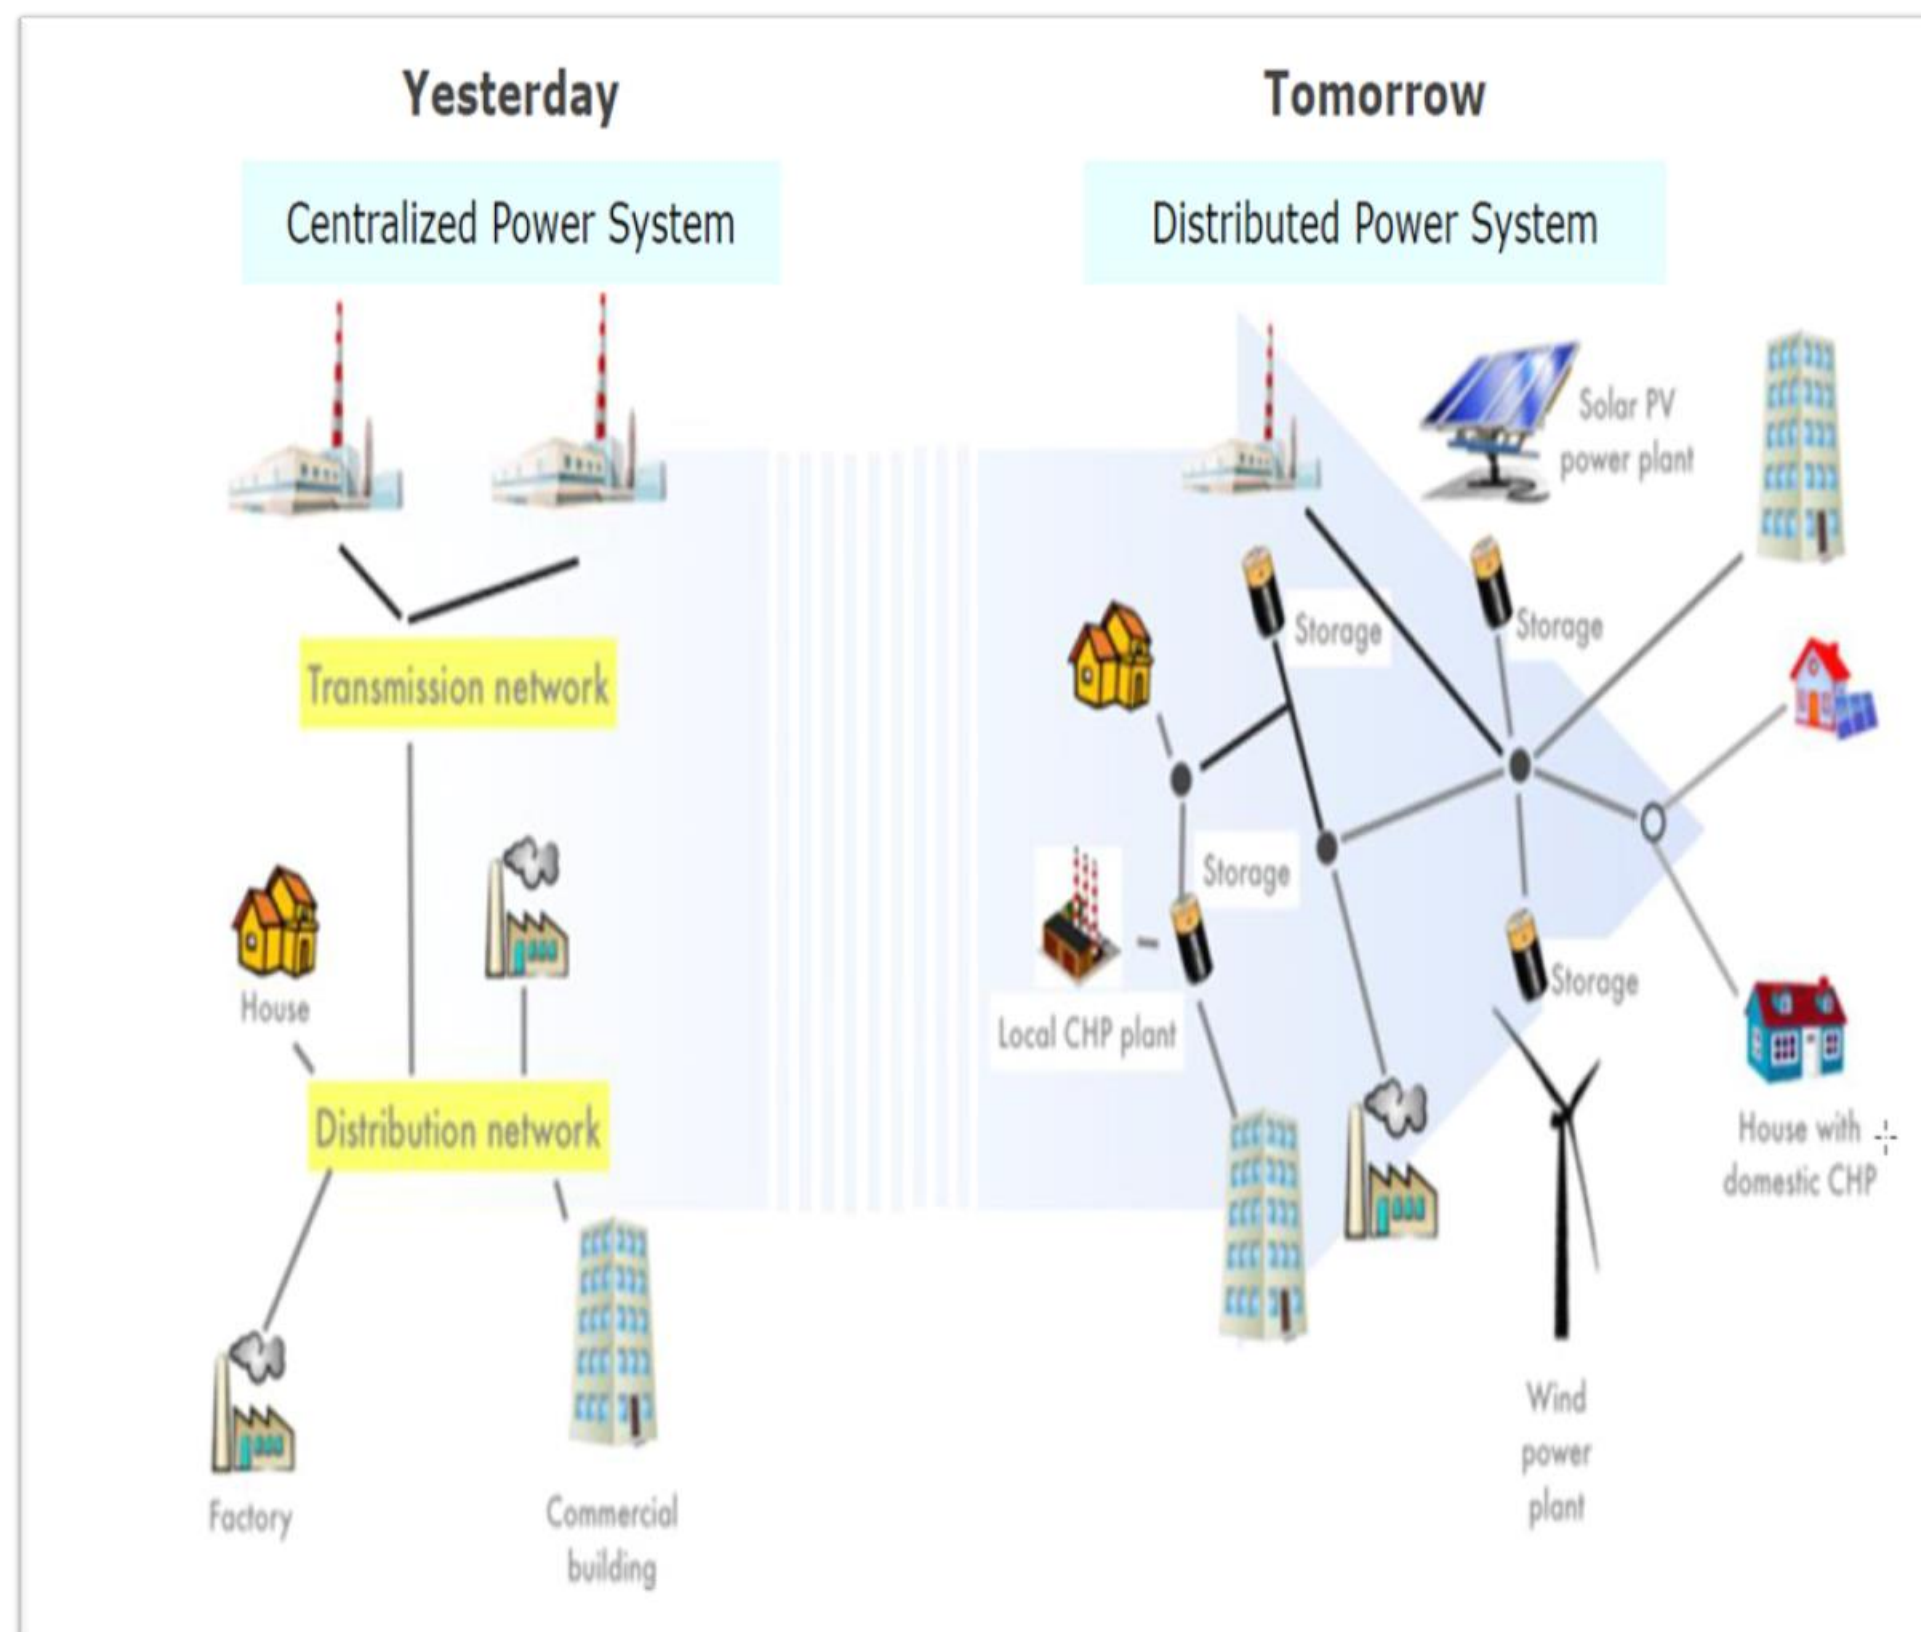 Yesterday
Centralized Power System
Transmission network
House
Distribution network
Factory
Commercial
building
Tomorrow
Distributed Power System
Solar PV
power plant
Storage
Storage
Storage
Storage
Local CHP plant
House with
domestic CHP
Wind
power
plant